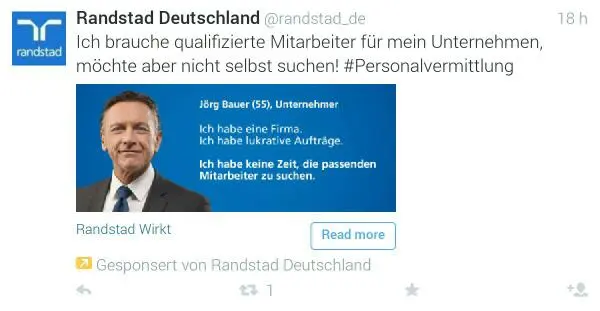 Randstad Deutschland @randstad_de 18 h
Ich brauche qualifizierte Mitarbeiter für mein Unternehmen,
möchte aber nicht selbst suchen! #Personalvermittlung
randstad
Jörg Bauer (55), Unternehmer
Ich habe eine Firma.
Ich habe lukrative Aufträge.
Ich habe keine Zeit, die passenden
Mitarbeiter zu suchen.
Randstad Wirkt
Read more
Gesponsert von Randstad Deutschland
1